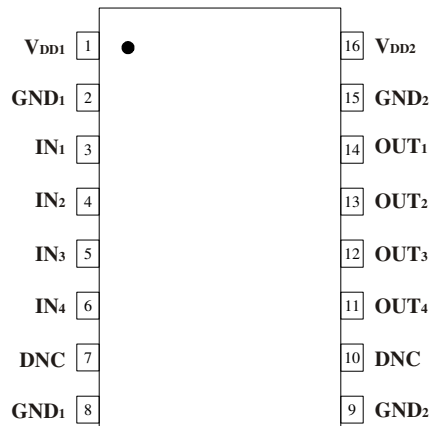 VDD1 1 16 VDD2
GND1 2 15 GND2
IN1 3 14 OUT1
IN2 4 13 OUT2
IN3 5 12 OUT3
IN4 6 11 OUT4
DNC 7 10 DNC
GND1 8 9 GND2